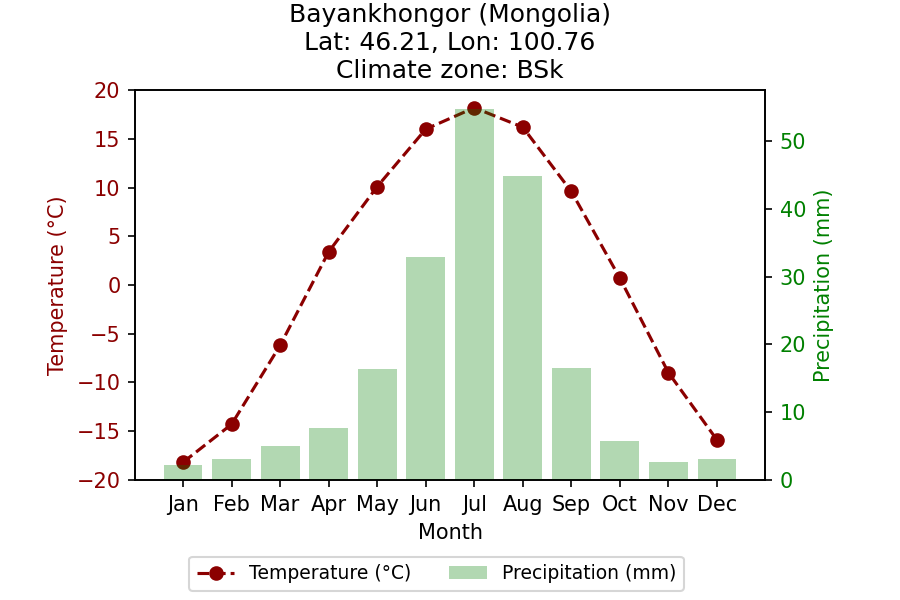 Bayankhongor (Mongolia)
Lat: 46.21, Lon: 100.76
Climate zone: BSk
20
15
10
5
0
−5
−10
−15
−20
Temperature (°C)
50
40
30
20
10
0
Precipitation (mm)
Jan Feb Mar Apr May Jun Jul Aug Sep Oct Nov Dec
Month
Temperature (°C) Precipitation (mm)